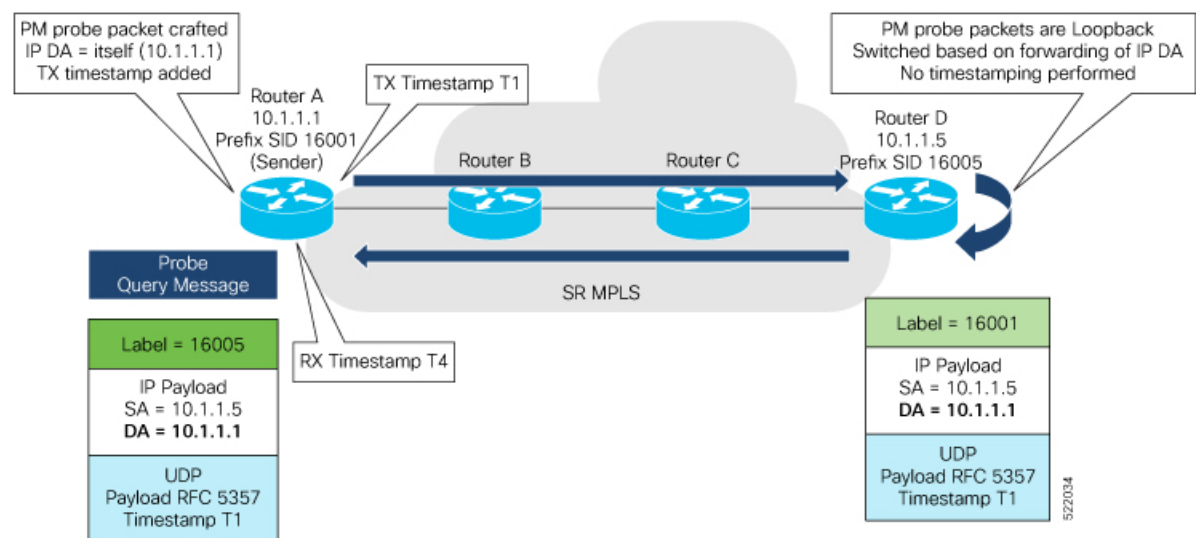 PM probe packet crafted
IP DA = itself (10.1.1.1)
TX timestamp added
TX Timestamp T1
PM probe packets are Loopback
Switched based on forwarding of IP DA
No timestamping performed
Router A
10.1.1.1
Prefix SID 16001
(Sender)
Router B
Router C
Router D
10.1.1.5
Prefix SID 16005
Probe
Query Message
SR MPLS
RX Timestamp T4
Label = 16005
IP Payload
SA = 10.1.1.5
DA = 10.1.1.1
UDP
Payload RFC 5357
Timestamp T1
Label = 16001
IP Payload
SA = 10.1.1.5
DA = 10.1.1.1
UDP
Payload RFC 5357
Timestamp T1
522034